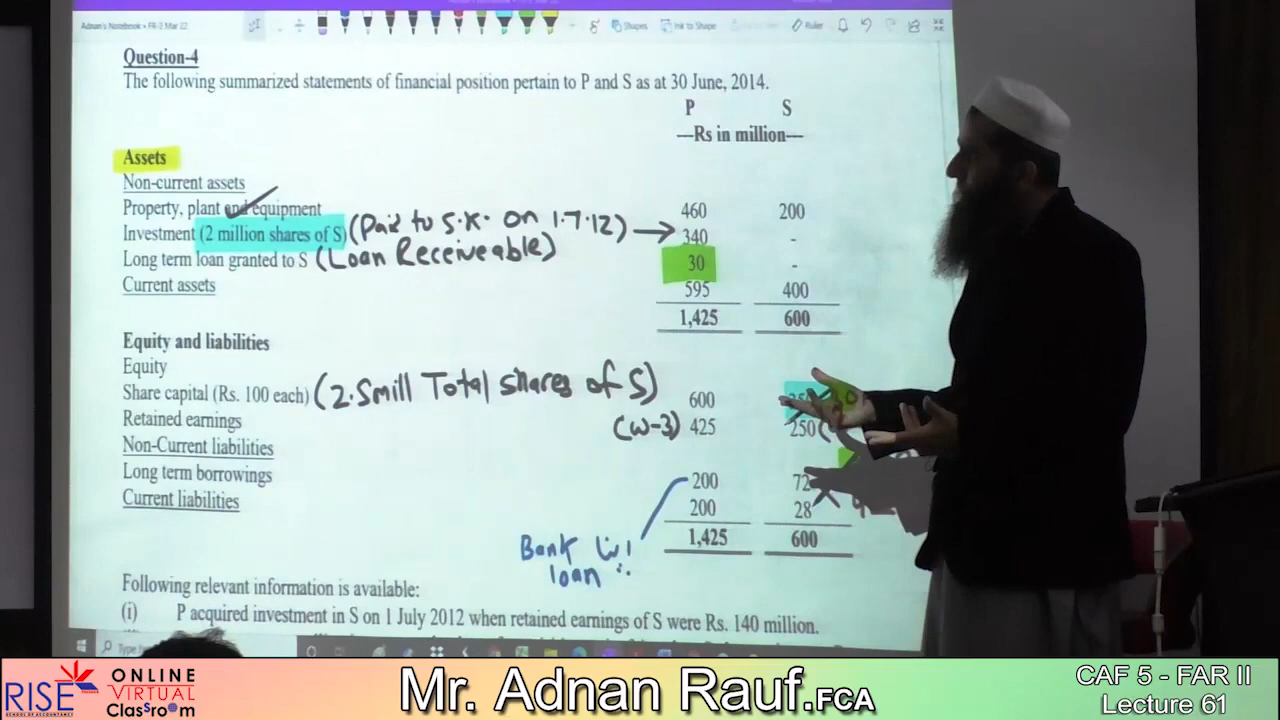 Adnan's Notebook • FR-2 Mar 22
Shapes Ink to Shape Ruler
Question-4
The following summarized statements of financial position pertain to P and S as at 30 June, 2014.
P S
---Rs in million---
Assets
Non-current assets
Property, plant and equipment 460 200
Investment (2 million shares of S) (Paid to S.K. on 1.7.12) → 340 -
Long term loan granted to S (Loan Receiveable) 30 -
Current assets 595 400
1,425 600
Equity and liabilities
Equity
Share capital (Rs. 100 each) (2.5mill Total shares of S) 600
Retained earnings (W-3) 425 250
Non-Current liabilities
Long term borrowings 200 72
Current liabilities 200 28
1,425 600
Bank
loan
Following relevant information is available:
(i) P acquired investment in S on 1 July 2012 when retained earnings of S were Rs. 140 million.
RISE
SCHOOL OF ACCOUNTANCY
ONLINE
VIRTUAL
Classroom
Mr. Adnan Rauf.FCA
CAF 5 - FAR II
Lecture 61